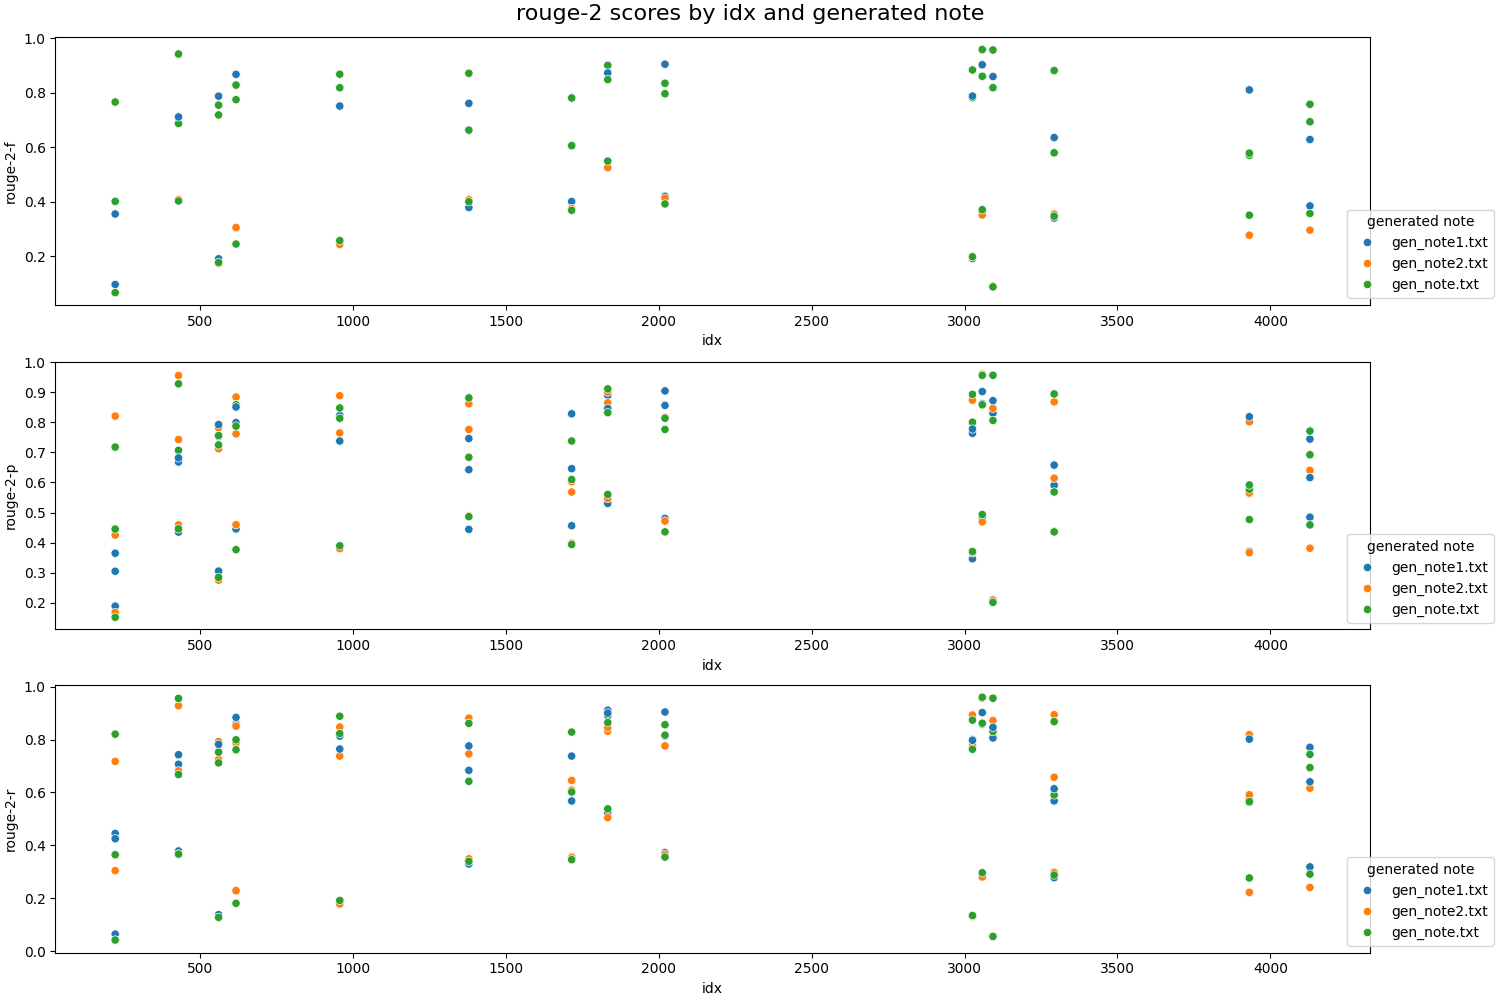 rouge-2 scores by idx and generated note
1.0
0.8
0.6
0.4
0.2
rouge-2-f
500
1000
1500
2000
2500
3000
3500
4000
idx
generated note
gen_note1.txt
gen_note2.txt
gen_note.txt
1.0
0.9
0.8
0.7
0.6
0.5
0.4
0.3
0.2
rouge-2-p
500
1000
1500
2000
2500
3000
3500
4000
idx
generated note
gen_note1.txt
gen_note2.txt
gen_note.txt
1.0
0.8
0.6
0.4
0.2
0.0
rouge-2-r
500
1000
1500
2000
2500
3000
3500
4000
idx
generated note
gen_note1.txt
gen_note2.txt
gen_note.txt